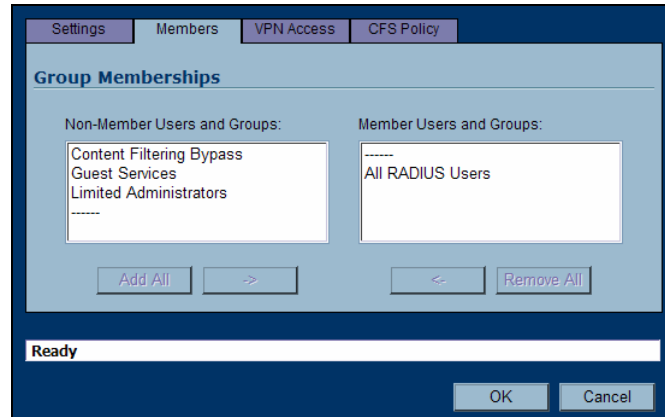 Settings Members VPN Access CFS Policy
Group Memberships
Non-Member Users and Groups: Member Users and Groups:
Content Filtering Bypass ------
Guest Services All RADIUS Users
Limited Administrators
------
Add All -> <- Remove All
Ready
OK Cancel